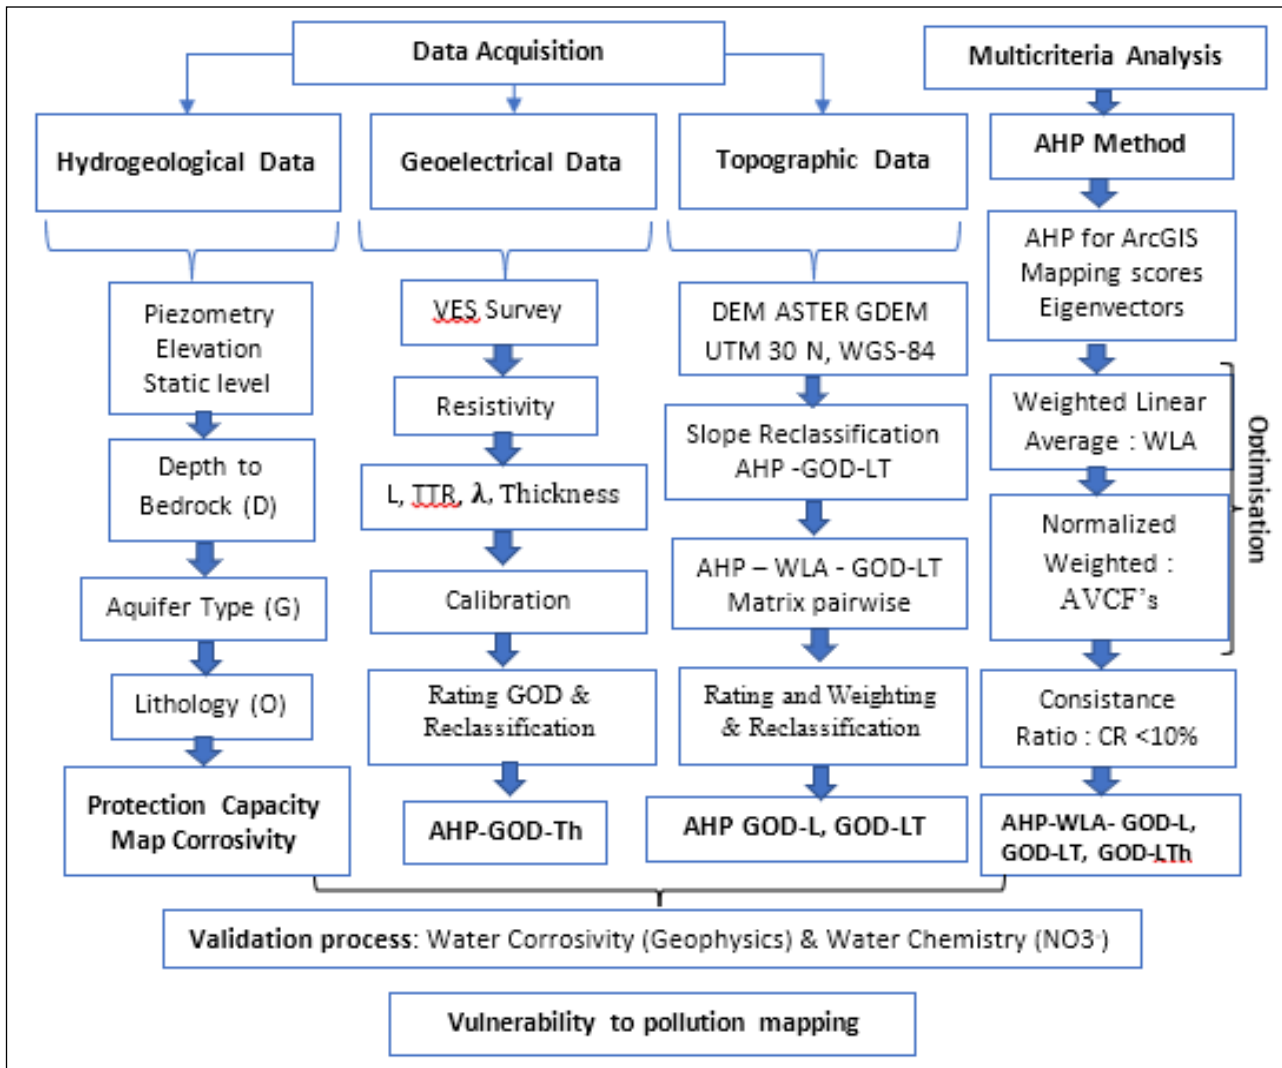 Data Acquisition
Multicriteria Analysis
Hydrogeological Data
Geoelectrical Data
Topographic Data
AHP Method
Piezometry
Elevation
Static level
Depth to
Bedrock (D)
Aquifer Type (G)
Lithology (O)
Protection Capacity
Map Corrosivity
VES Survey
Resistivity
L, TTR, λ, Thickness
Calibration
Rating GOD &
Reclassification
AHP-GOD-Th
DEM ASTER GDEM
UTM 30 N, WGS-84
Slope Reclassification
AHP -GOD-LT
AHP – WLA - GOD-LT
Matrix pairwise
Rating and Weighting
& Reclassification
AHP GOD-L, GOD-LT
AHP for ArcGIS
Mapping scores
Eigenvectors
Weighted Linear
Average : WLA
Normalized
Weighted :
AVCF's
Optimisation
Consistance
Ratio : CR <10%
AHP-WLA- GOD-L,
GOD-LT, GOD-LTh
Validation process: Water Corrosivity (Geophysics) & Water Chemistry (NO3⁻)
Vulnerability to pollution mapping